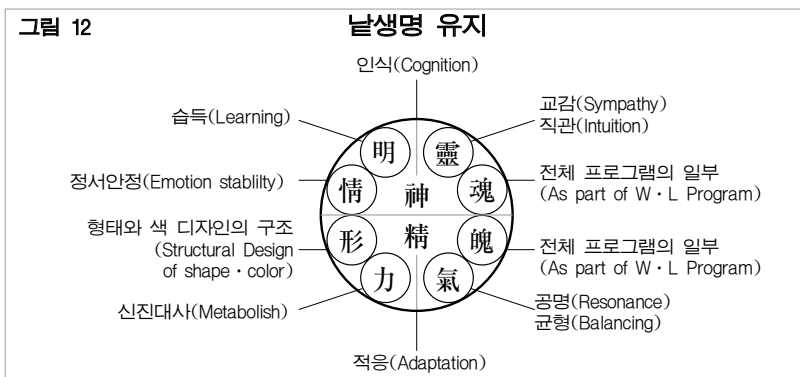 그림 12
낱생명 유지
인식(Cognition)
습득(Learning)
교감(Sympathy)
직관(Intuition)
明
靈
정서안정(Emotion stablilty)
情
神
魂
전체 프로그램의 일부
(As part of W·L Program)
형태와 색 디자인의 구조
(Structural Design
of shape·color)
形
精
魄
전체 프로그램의 일부
(As part of W·L Program)
力
氣
신진대사(Metabolish)
공명(Resonance)
균형(Balancing)
적응(Adaptation)